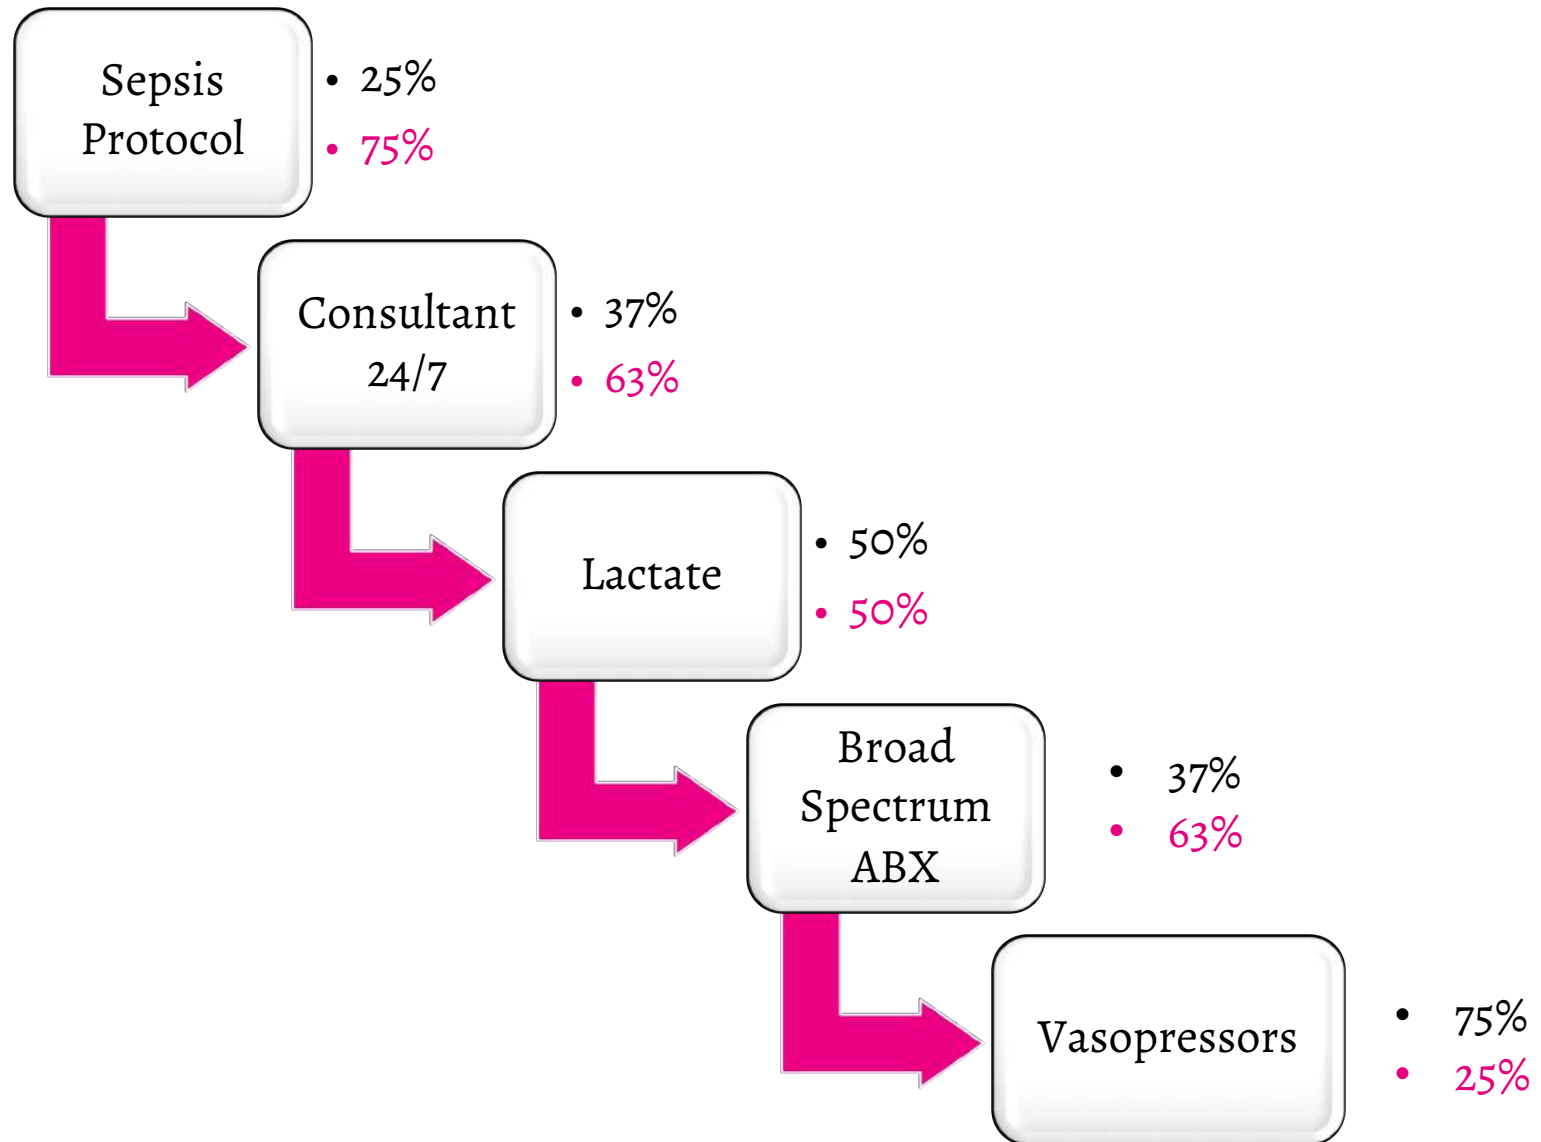 Sepsis
Protocol
• 25%
• 75%
Consultant
24/7
• 37%
• 63%
Lactate
• 50%
• 50%
Broad
Spectrum
ABX
• 37%
• 63%
Vasopressors
• 75%
• 25%